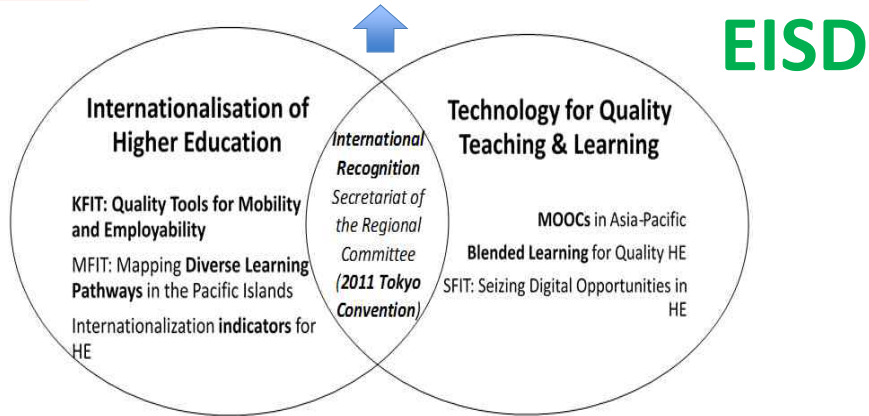 EISD
Internationalisation of
Higher Education
KFIT: Quality Tools for Mobility
and Employability
MFIT: Mapping Diverse Learning
Pathways in the Pacific Islands
Internationalization indicators for
HE
International
Recognition
Secretariat of
the Regional
Committee
(2011 Tokyo
Convention)
Technology for Quality
Teaching & Learning
MOOCs in Asia-Pacific
Blended Learning for Quality HE
SFIT: Seizing Digital Opportunities in
HE